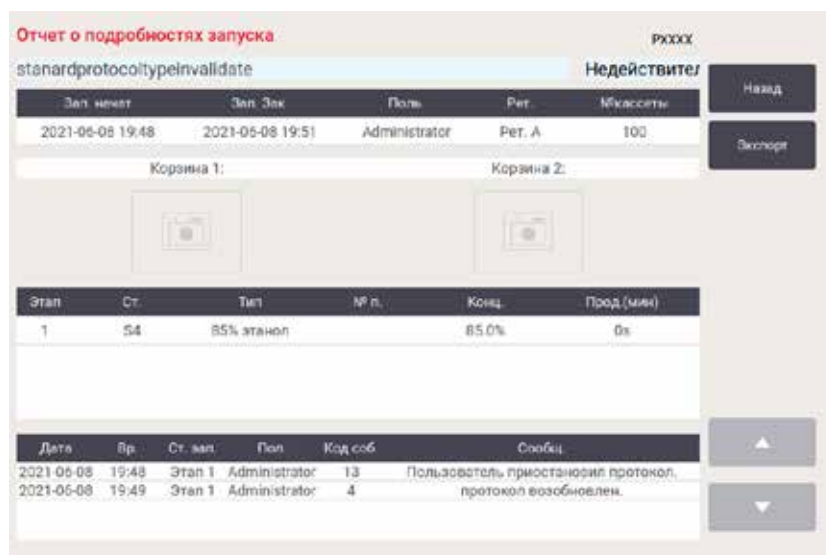 Отчет о подробностях запуска
PXXXX
stanardprotocoltypeinvalidate Недействител
Назад
Зап. начат Зап. Зак Поль Рет. №кассеты
2021-06-08 19:48 2021-06-08 19:51 Administrator Рет. A 100
Экспорт
Корзина 1: Корзина 2:
Этап Ст. Тип № п. Конц. Прод.(мин)
1 S4 85% этанол 85.0% 0s
Дата Вр. Ст. зап. Пол Код соб Сообщ.
2021-06-08 19:48 Этап 1 Administrator 13 Пользователь приостановил протокол.
2021-06-08 19:49 Этап 1 Administrator 4 протокол возобновлен.